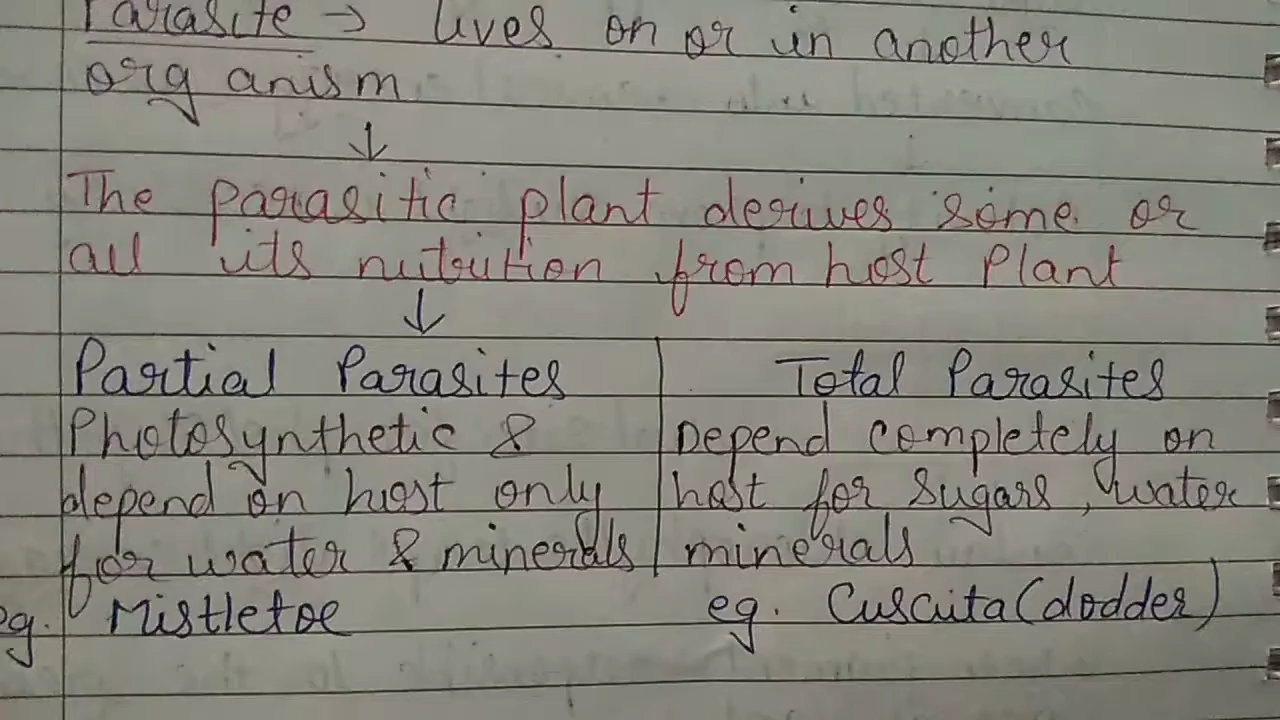 Parasite → lives on or in another
organism
↓
The parasitic plant derives some or
all its nutrition from host Plant
↓
Partial Parasites
Photosynthetic &
depend on host only
for water & minerals
eg. Mistletoe
Total Parasites
Depend completely on
host for sugars, water
minerals
eg. Cuscuta (dodder)